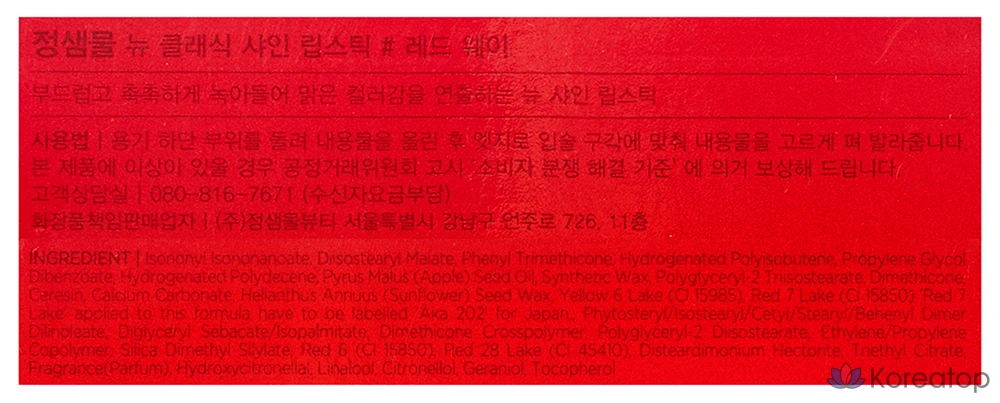 정샘물 뉴 클래식 샤인 립스틱 # 레드 웨이
부드럽고 촉촉하게 녹아들어 맑은 컬러감을 연출하는 뉴 샤인 립스틱
사용법 | 용기 하단 부위를 돌려 내용물을 올린 후 엣지로 입술 구각에 맞춰 내용물을 고르게 펴 발라줍니다.
본 제품에 이상이 있을 경우 공정거래위원회 고시 '소비자 분쟁 해결 기준' 에 의거 보상해 드립니다.
고객상담실 | 080-816-7671 (수신자요금부담)
화장품책임판매업자 | (주)정샘물뷰티 서울특별시 강남구 언주로 726, 11층
INGREDIENT | Isononyl Isononanoate, Diisostearyl Malate, Phenyl Trimethicone, Hydrogenated Polyisobutene, Propylene Glycol
Dibenzoate, Hydrogenated Polydecene, Pyrus Malus (Apple) Seed Oil, Synthetic Wax, Polyglyceryl-2 Triisostearate, Dimethicone,
Ceresin, Calcium Carbonate, Helianthus Annuus (Sunflower) Seed Wax, Yellow 6 Lake (CI 15985), Red 7 Lake (CI 15850) 'Red 7
Lake' applied to this formula have to be labelled 'Aka 202' for Japan., Phytosteryl/Isostearyl/Cetyl/Stearyl/Behenyl Dimer
Dilinoleate, Diglyceryl Sebacate/Isopalmitate, Dimethicone Crosspolymer, Polyglyceryl-2 Diisostearate, Ethylene/Propylene
Copolymer, Silica Dimethyl Silylate, Red 6 (CI 15850), Red 28 Lake (CI 45410), Disteardimonium Hectorite, Triethyl Citrate,
Fragrance(Parfum), Hydroxycitronellal, Linalool, Citronellol, Geraniol, Tocopherol
Koreatop